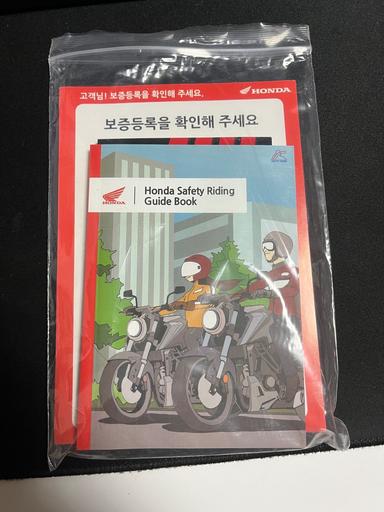 고객님! 보증등록을 확인해 주세요.
HONDA
보증등록을 확인해 주세요
HONDA
Honda Safety Riding
Guide Book